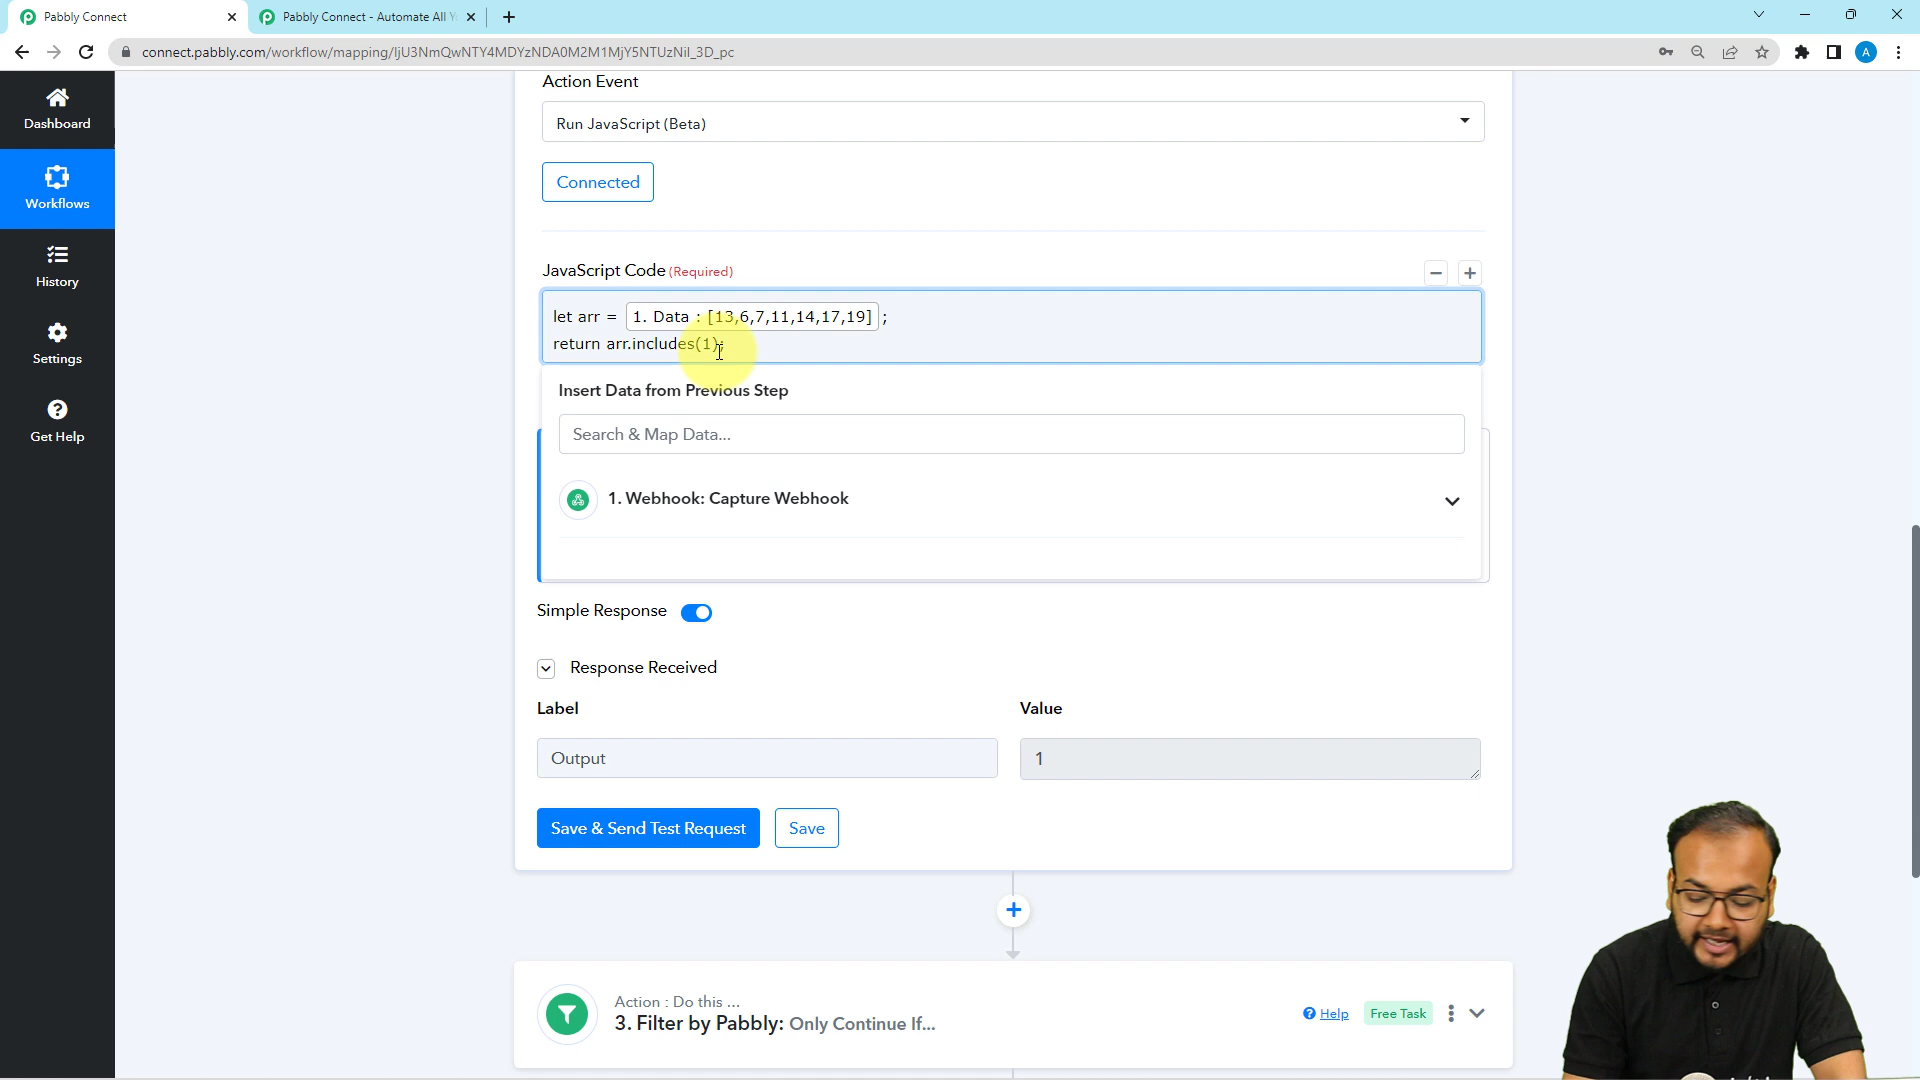 Pabbly Connect
Pabbly Connect - Automate All Y
connect.pabbly.com/workflow/mapping/IjU3NmQwNTY4MDYzNDA0M2M1MjY5NTUzNiI_3D_pc
A
Dashboard
Workflows
History
Settings
Get Help
Action Event
Run JavaScript (Beta)
Connected
JavaScript Code (Required)
let arr = 1. Data : [13,6,7,11,14,17,19] ;
return arr.includes(1);
Insert Data from Previous Step
Search & Map Data...
1. Webhook: Capture Webhook
Simple Response
Response Received
Label
Value
Output
1
Save & Send Test Request
Save
Action : Do this ...
3. Filter by Pabbly: Only Continue If...
Help
Free Task